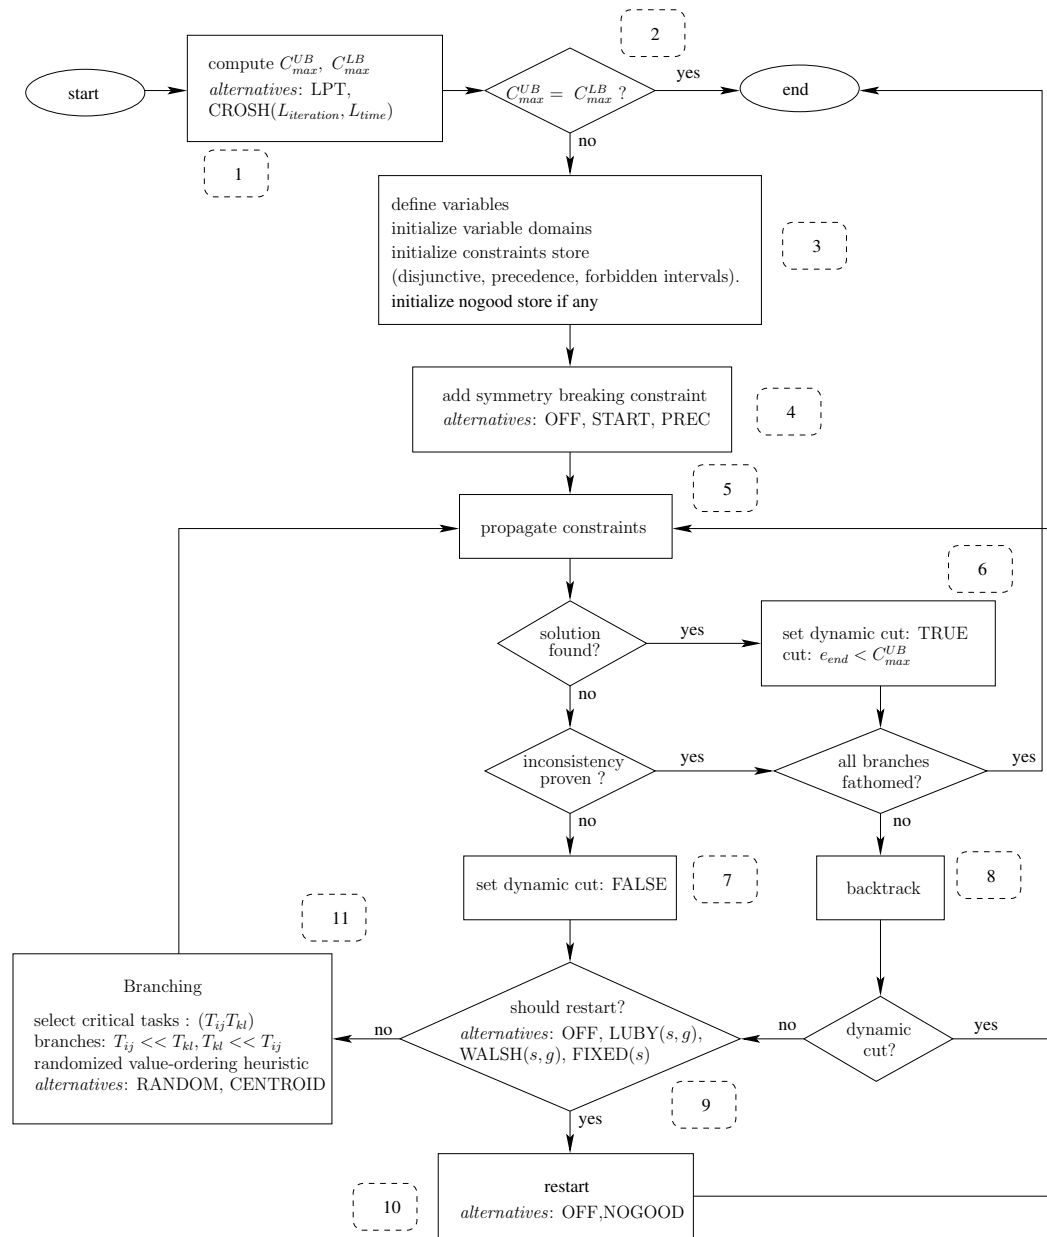 start
compute $C_{max}^{UB}$, $C_{max}^{LB}$
alternatives: LPT,
CROSH($L_{iteration}, L_{time}$)
1
2
$C_{max}^{UB} = C_{max}^{LB}$ ?
yes
end
no
define variables
initialize variable domains
initialize constraints store
(disjunctive, precedence, forbidden intervals).
initialize nogood store if any
3
add symmetry breaking constraint
alternatives: OFF, START, PREC
4
5
propagate constraints
6
solution
found?
yes
set dynamic cut: TRUE
cut: $e_{end} < C_{max}^{UB}$
no
inconsistency
proven ?
yes
all branches
fathomed?
yes
no
no
set dynamic cut: FALSE
7
backtrack
8
11
Branching
select critical tasks : ($T_{ij}T_{kl}$)
branches: $T_{ij} << T_{kl}, T_{kl} << T_{ij}$
randomized value-ordering heuristic
alternatives: RANDOM, CENTROID
no
should restart?
alternatives: OFF, LUBY($s, g$),
WALSH($s, g$), FIXED($s$)
no
dynamic
cut?
yes
9
yes
10
restart
alternatives: OFF,NOGOOD